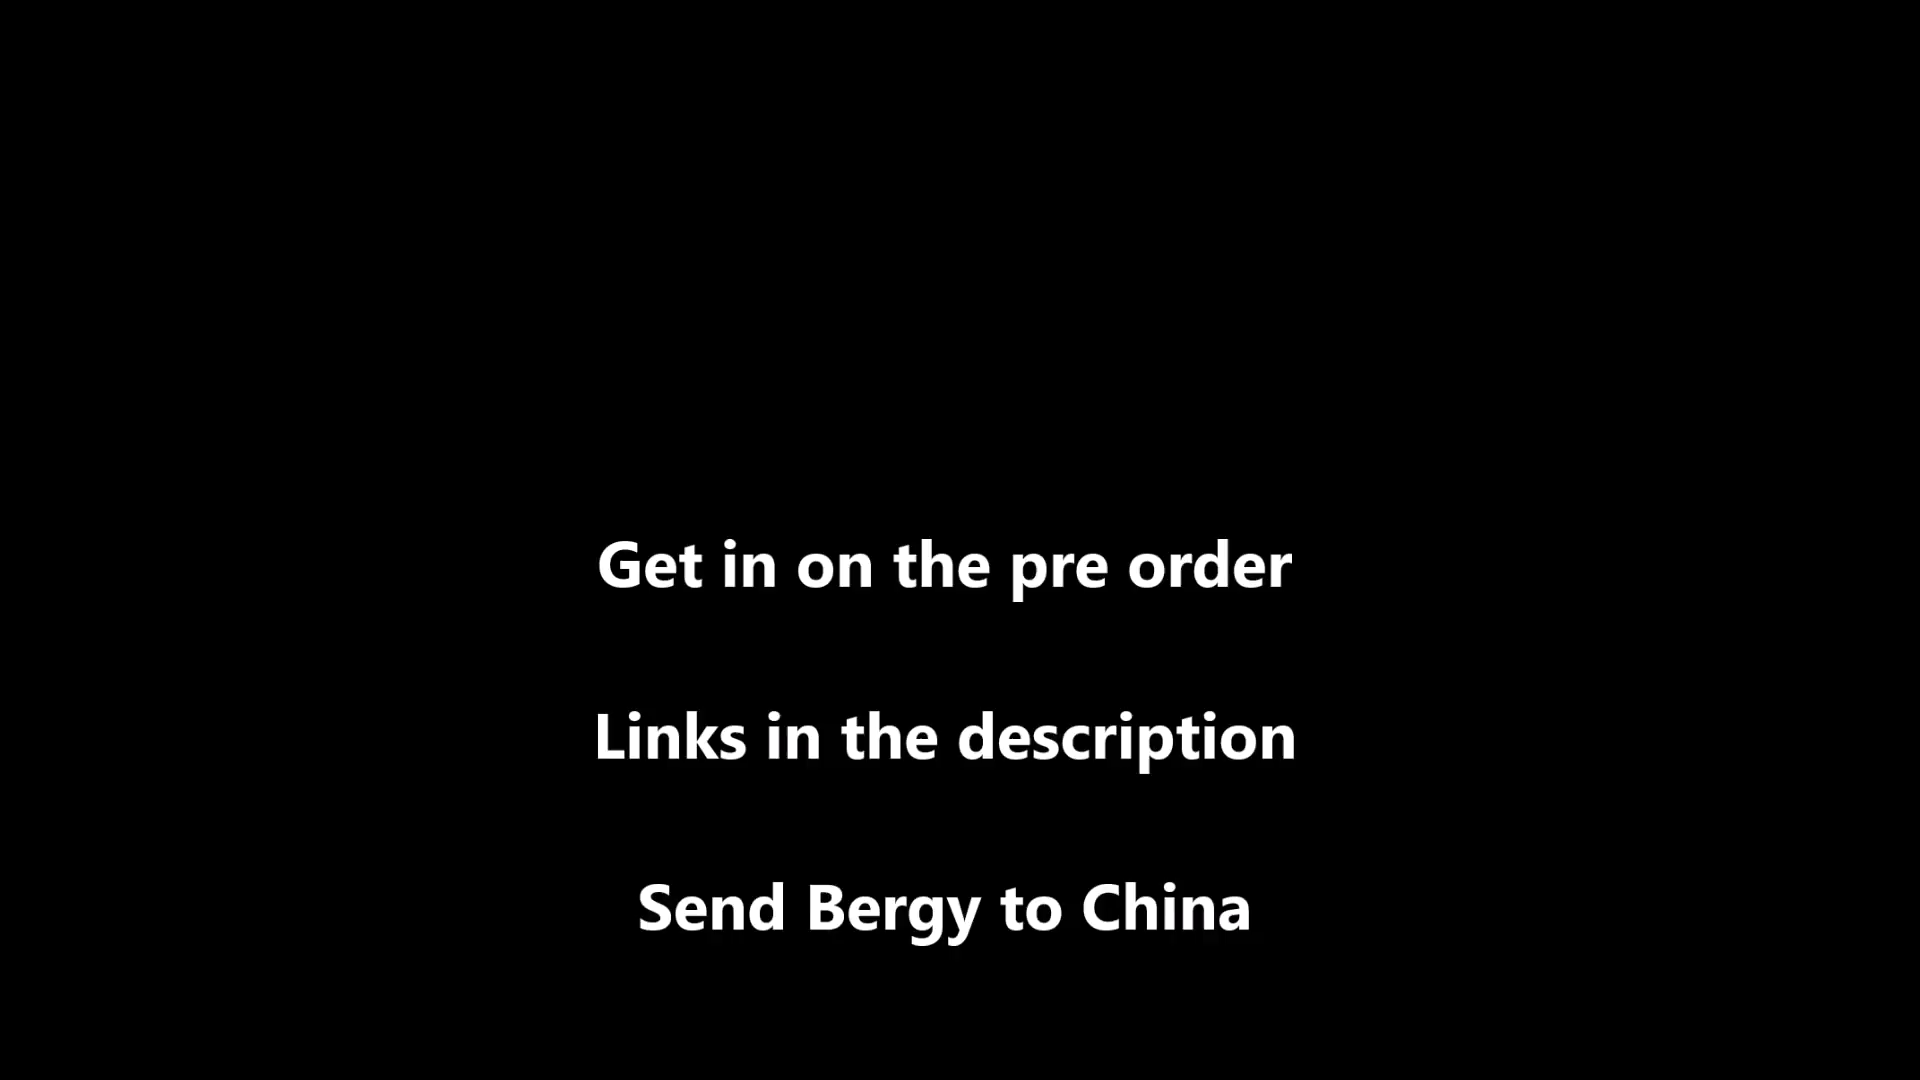 Get in on the pre order
Links in the description
Send Bergy to China